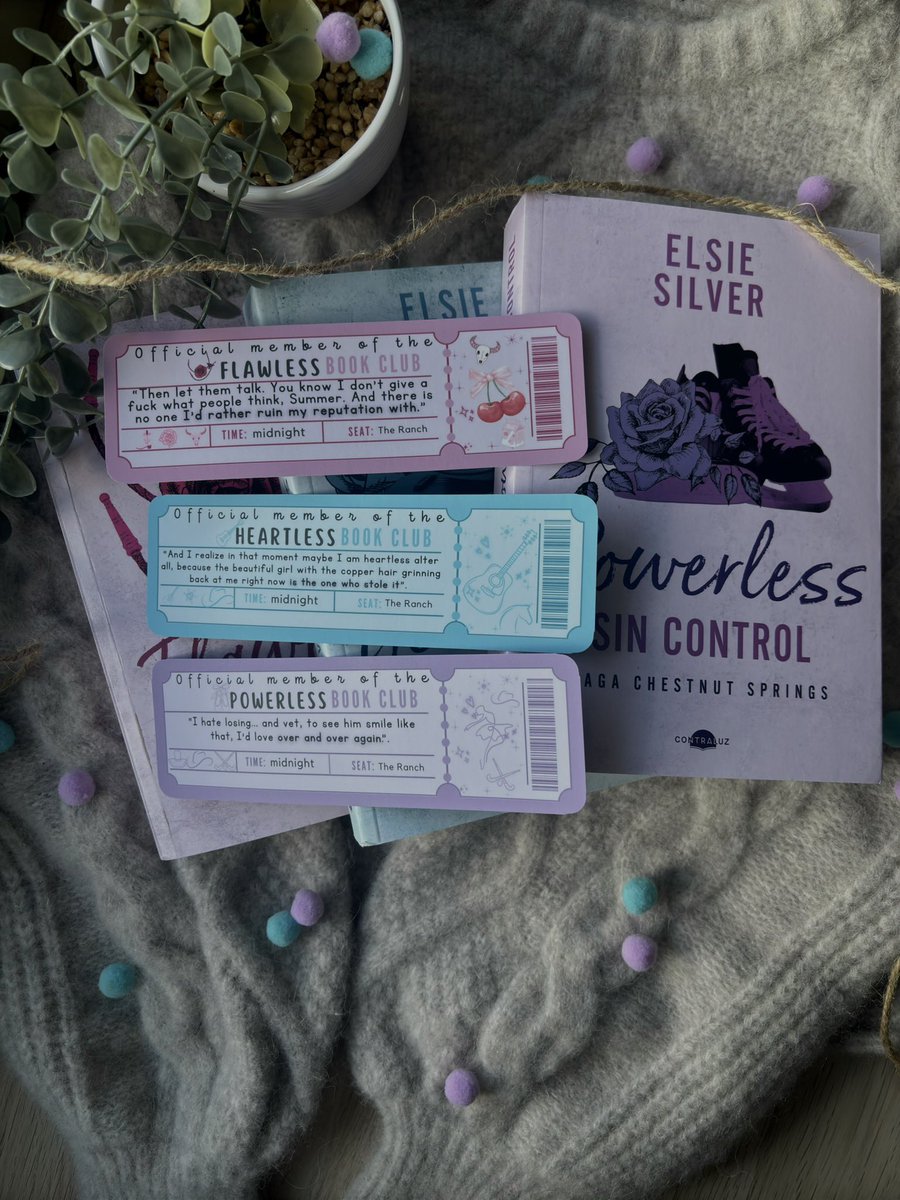 ELSIE
ELSIE
SILVER
Powerless
SIN CONTROL
SAGA CHESTNUT SPRINGS
CONTRALUZ
Official member of the
FLAWLESS BOOK CLUB
"Then let them talk. You know I don't give a
fuck what people think, Summer. And there is
no one I'd rather ruin my reputation with."
TIME: midnight
SEAT: The Ranch
Official member of the
HEARTLESS BOOK CLUB
"And I realize in that moment maybe I am heartless after
all, because the beautiful girl with the copper hair grinning
back at me right now is the one who stole it".
TIME: midnight
SEAT: The Ranch
Official member of the
POWERLESS BOOK CLUB
"I hate losing... and yet, to see him smile like
that, I'd love over and over again".
TIME: midnight
SEAT: The Ranch